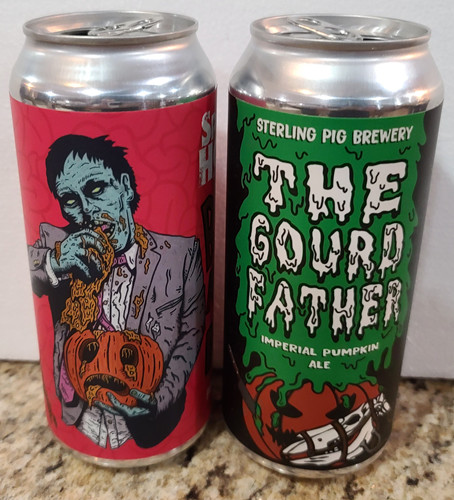 STERLING PIG BREWERY
THE
GOURD
FATHER
IMPERIAL PUMPKIN
ALE